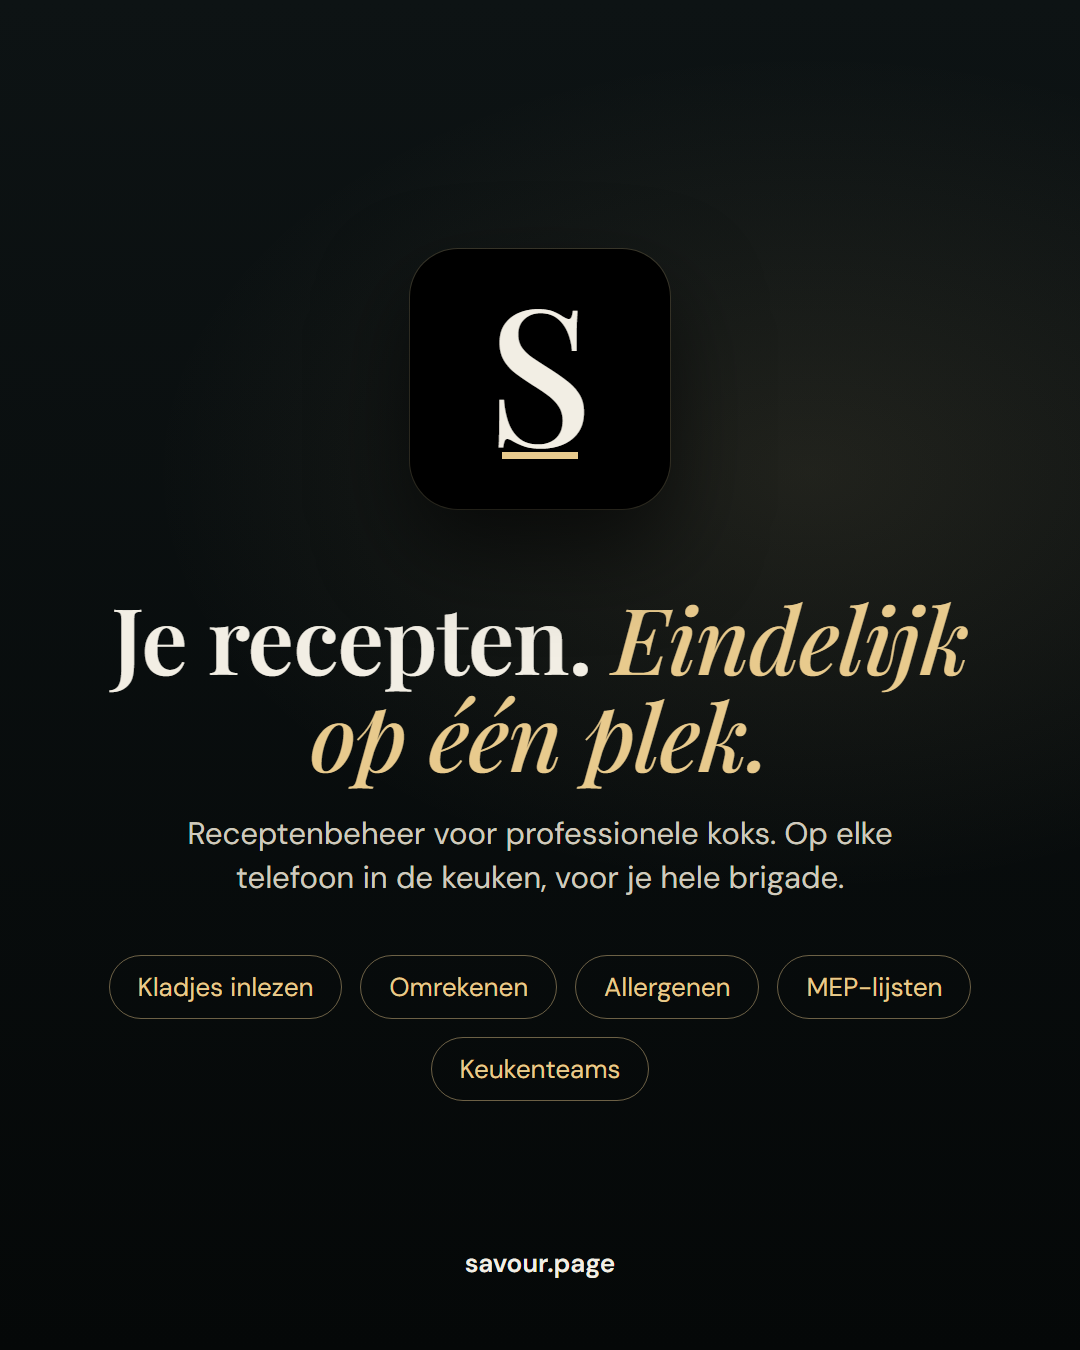 S
Je recepten. Eindelijk
op één plek.
Receptenbeheer voor professionele koks. Op elke
telefoon in de keuken, voor je hele brigade.
Kladjes inlezen
Omrekenen
Allergenen
MEP-lijsten
Keukenteams
savour.page